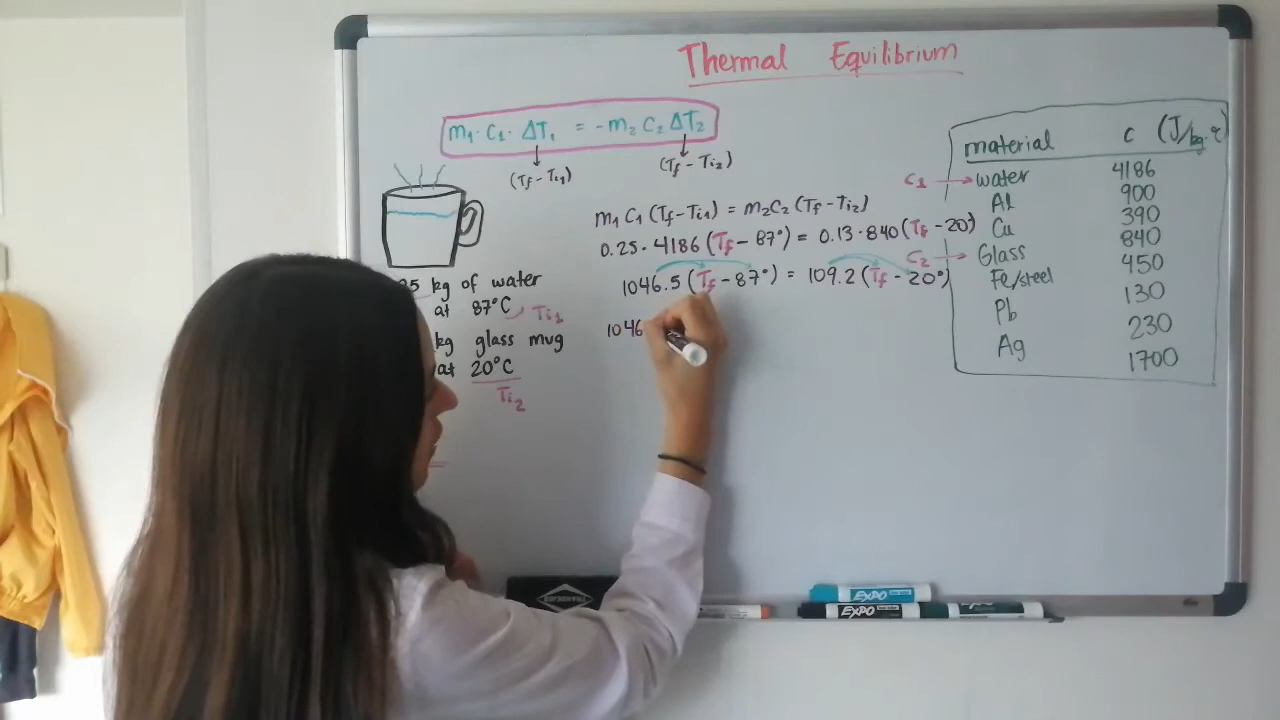 Thermal Equilibrium
m₁·C₁·ΔT₁ = -m₂ C₂ ΔT₂
(Tf-Ti₁)
(Tf-Ti₂)
kg of water
at 87°C Ti₁
kg glass mug
at 20°C
Ti₂
m₁ C₁ (Tf-Ti₁) = m₂C₂ (Tf-Ti₂)
0.25·4186 (Tf-87°) = 0.13·840(Tf-20)
1046.5 (Tf-87°) = 109.2 (Tf-20°)
1046
material c (J/kg·
C₁ water 4186
Al 900
Cu 390
C₂ Glass 840
Fe/steel 450
Pb 130
Ag 230
1700
EXPO
EXPO
EXPO